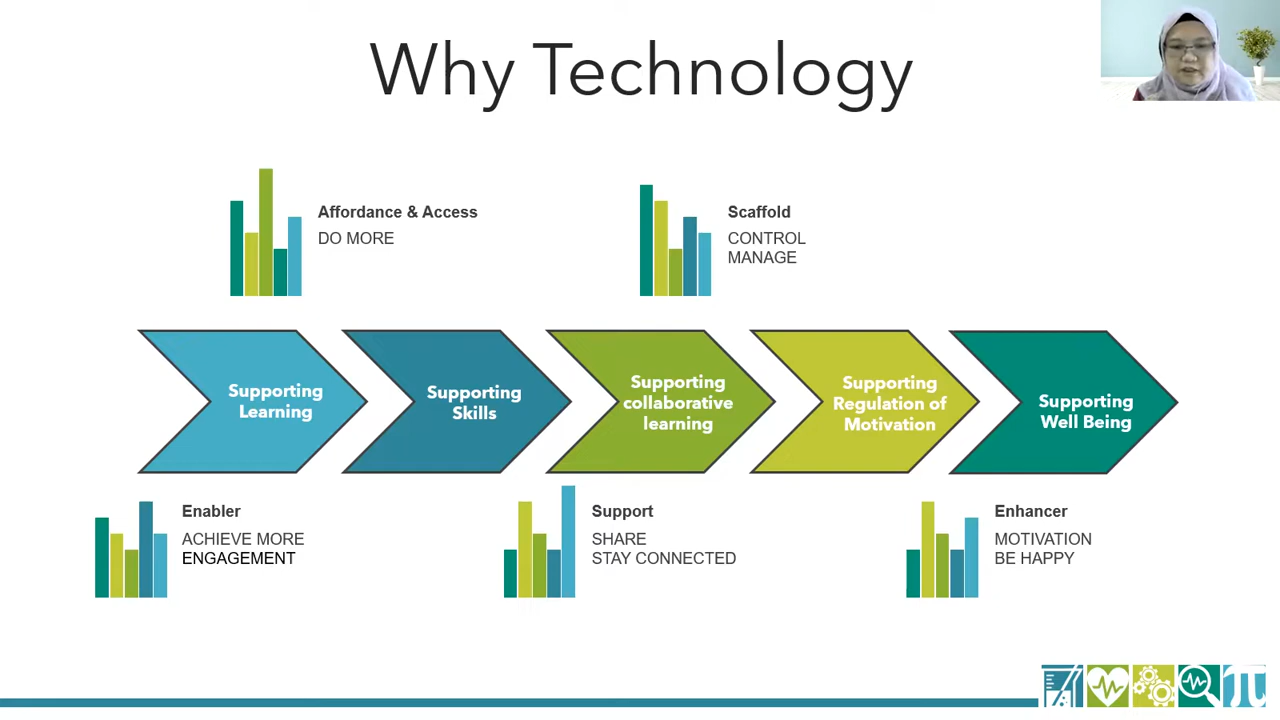 Why Technology
Affordance & Access
DO MORE
Scaffold
CONTROL
MANAGE
Supporting
Learning
Supporting
Skills
Supporting
collaborative
learning
Supporting
Regulation of
Motivation
Supporting
Well Being
Enabler
ACHIEVE MORE
ENGAGEMENT
Support
SHARE
STAY CONNECTED
Enhancer
MOTIVATION
BE HAPPY
π